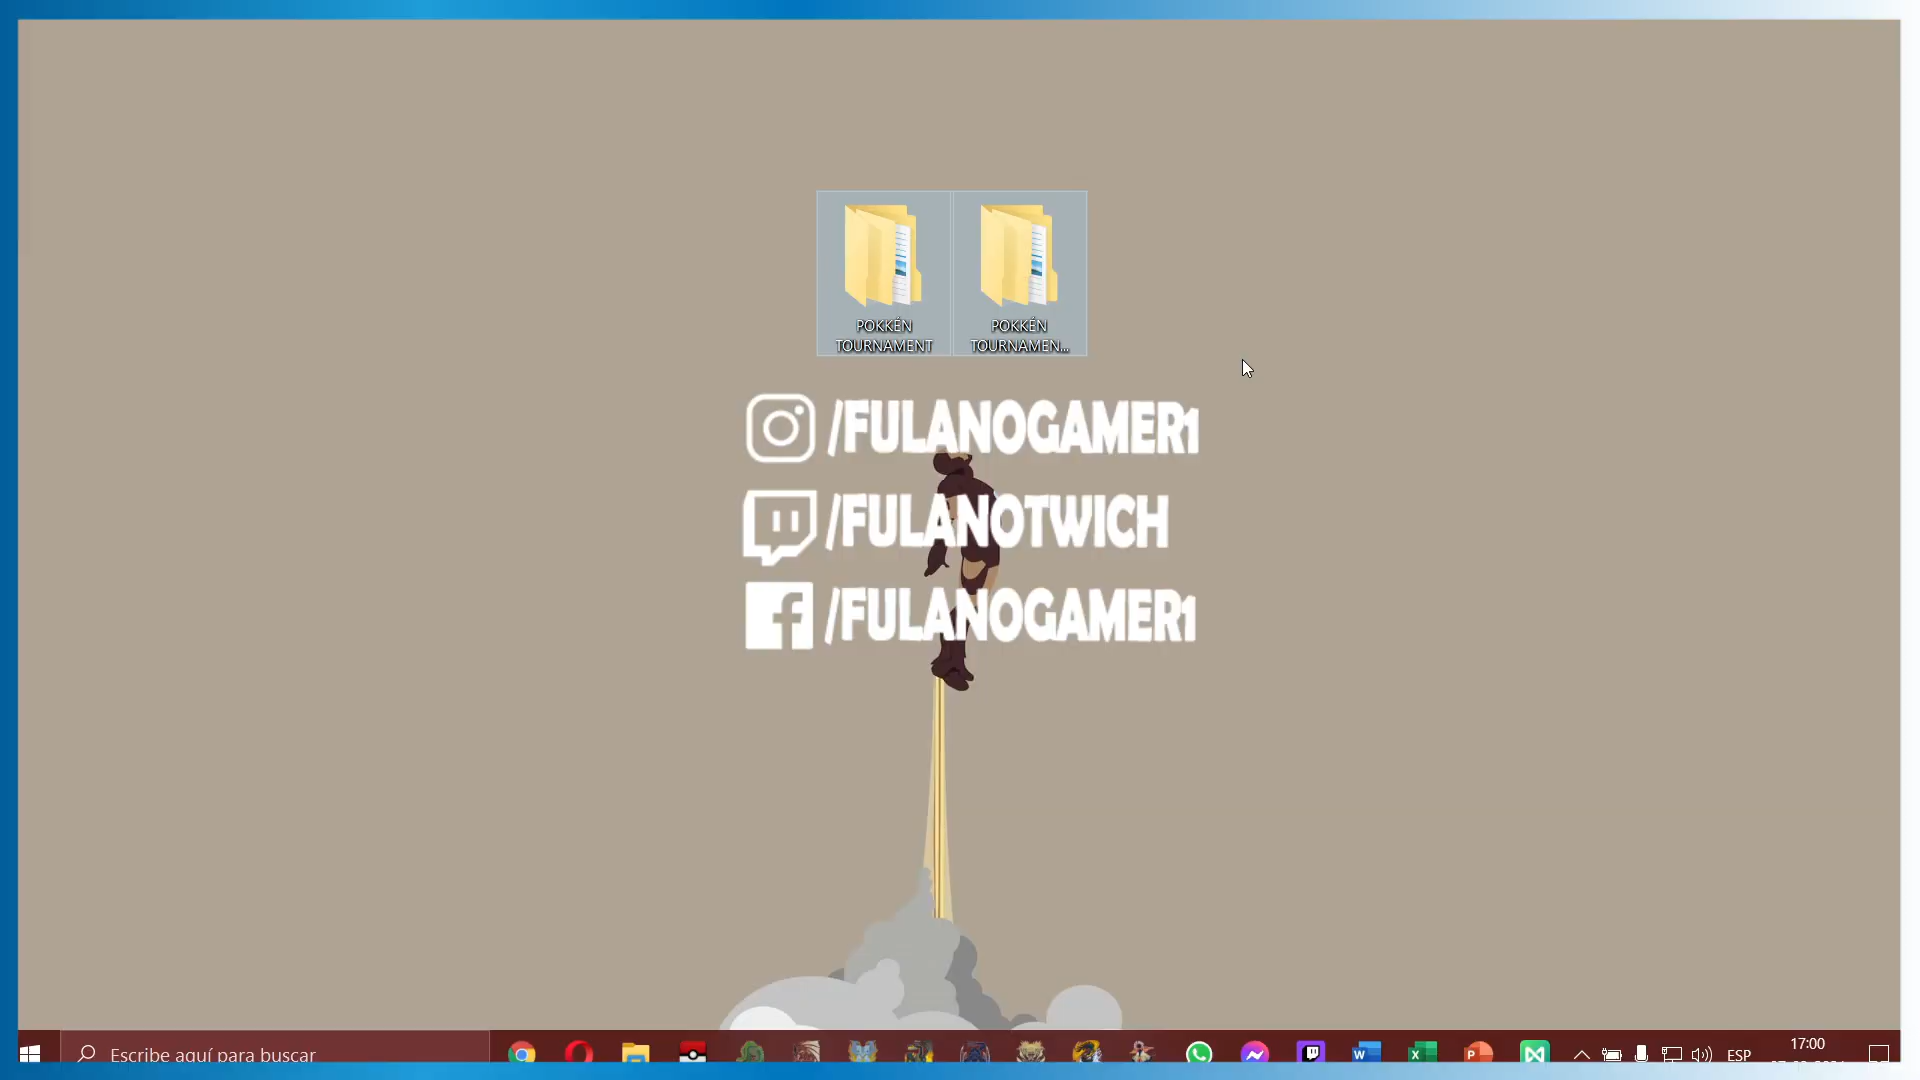 POKKÉN
TOURNAMENT
POKKÉN
TOURNAMEN...
/FULANOGAMER1
/FULANOTWICH
/FULANOGAMER1
Escribe aquí para buscar
ESP
17:00